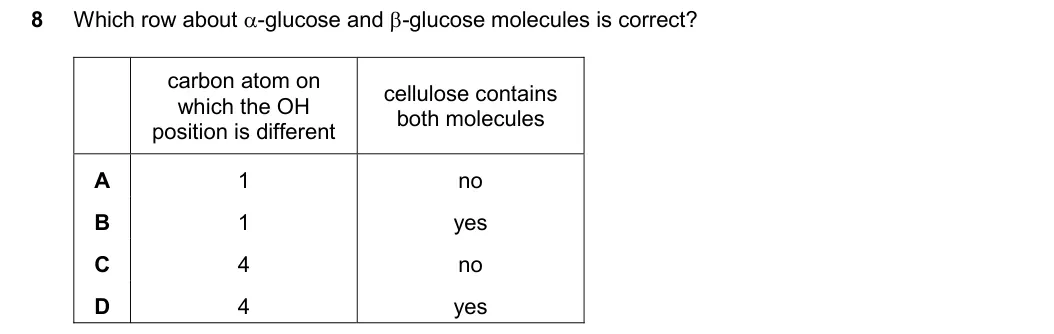 8 Which row about α-glucose and β-glucose molecules is correct?
carbon atom on
which the OH
position is different
cellulose contains
both molecules
A 1 no
B 1 yes
C 4 no
D 4 yes